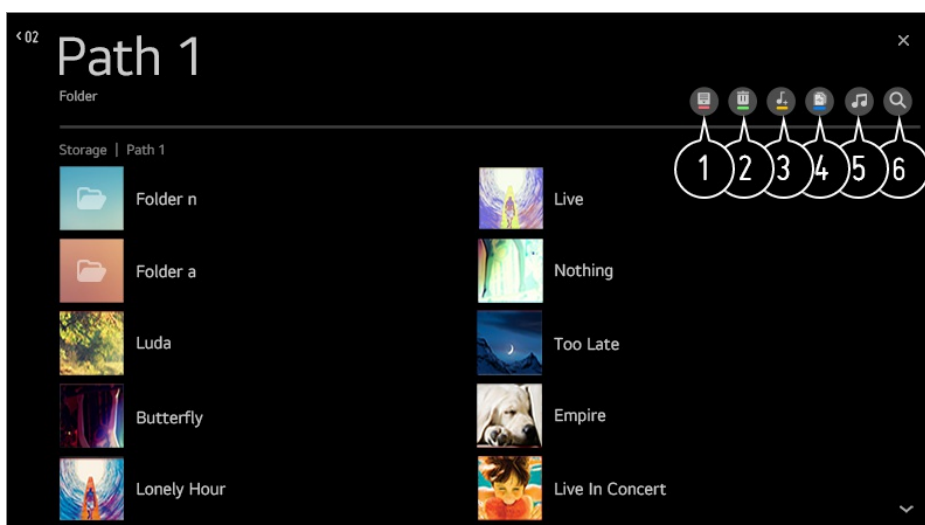 <02
Path 1
Folder
1 2 3 4 5 6
Storage | Path 1
Folder n
Live
Folder a
Nothing
Luda
Too Late
Butterfly
Empire
Lonely Hour
Live In Concert